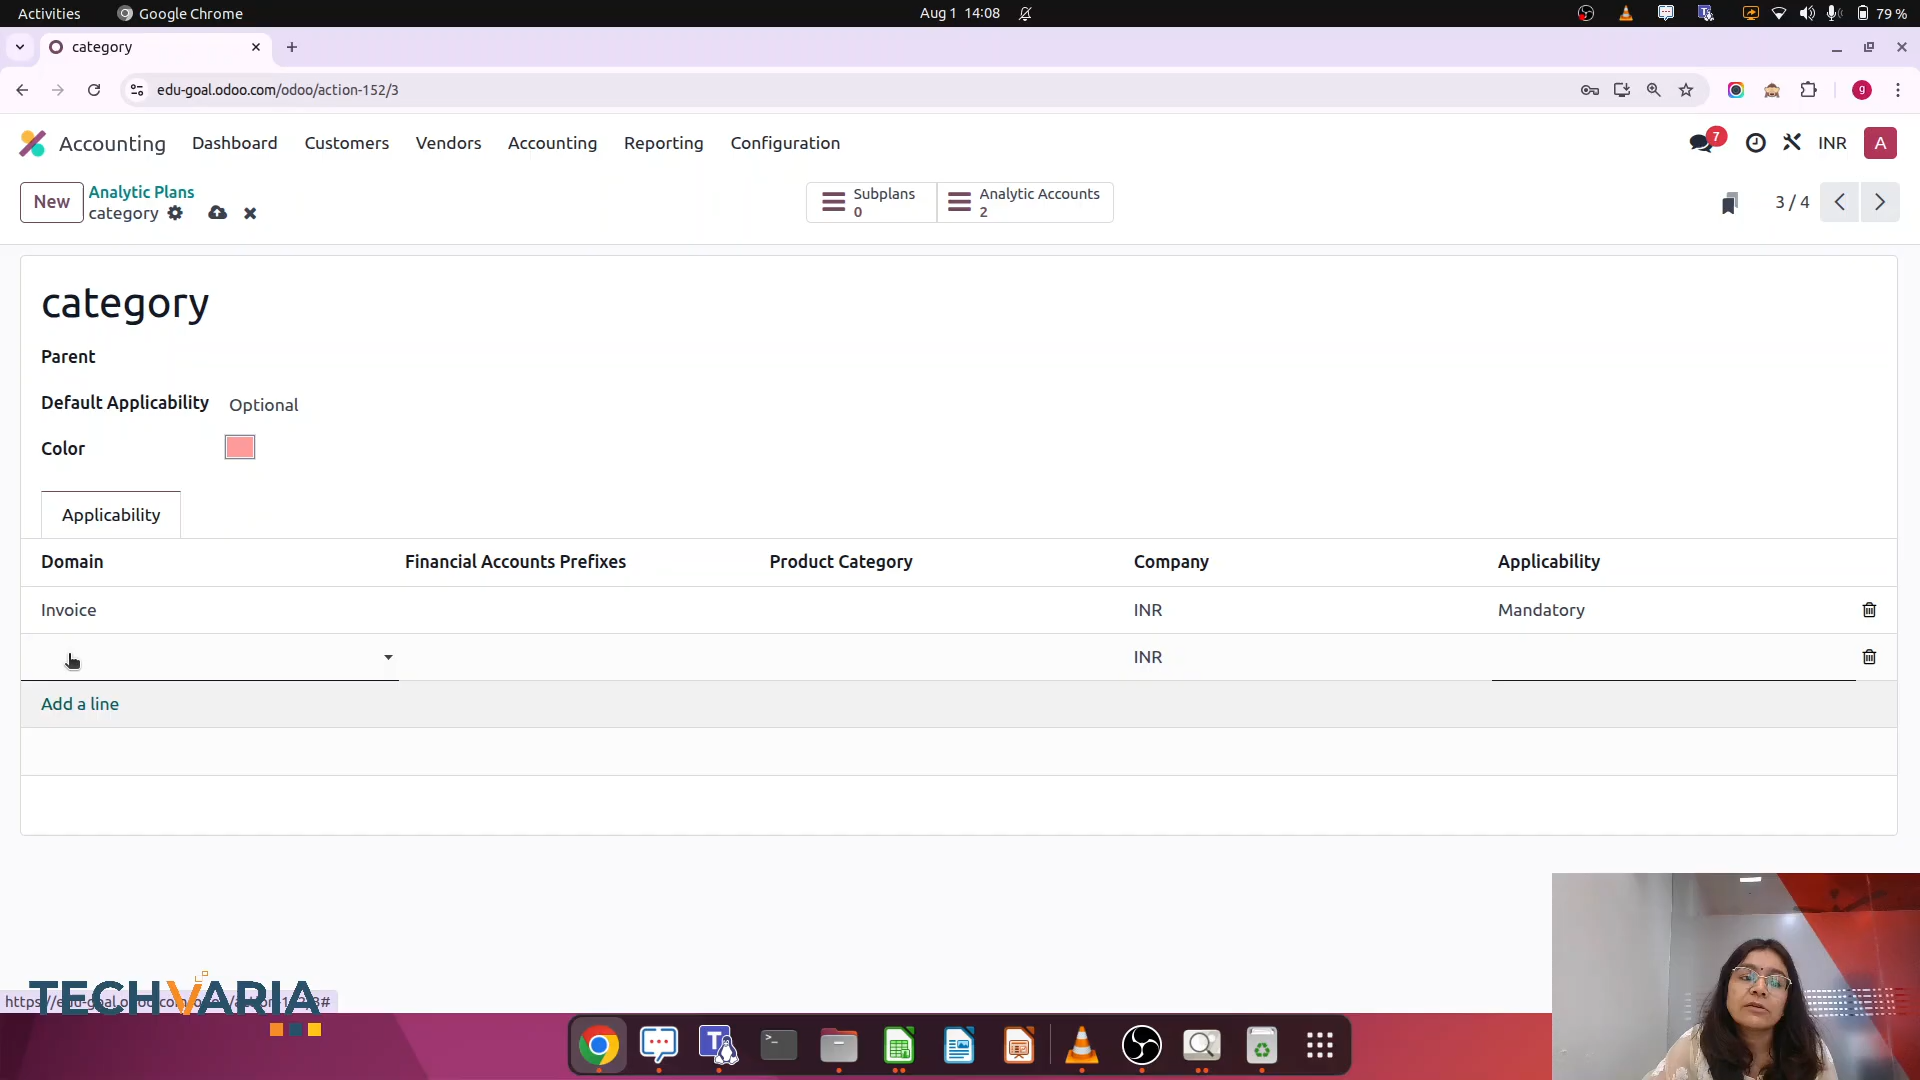 Activities
Google Chrome
Aug 1 14:08
79 %
category
edu-goal.odoo.com/odoo/action-152/3
g
Accounting
Dashboard
Customers
Vendors
Accounting
Reporting
Configuration
7
INR
A
New
Analytic Plans
category
Subplans
0
Analytic Accounts
2
3 / 4
category
Parent
Default Applicability
Optional
Color
Applicability
Domain
Financial Accounts Prefixes
Product Category
Company
Applicability
Invoice
INR
Mandatory
INR
Add a line
TECHVARIA